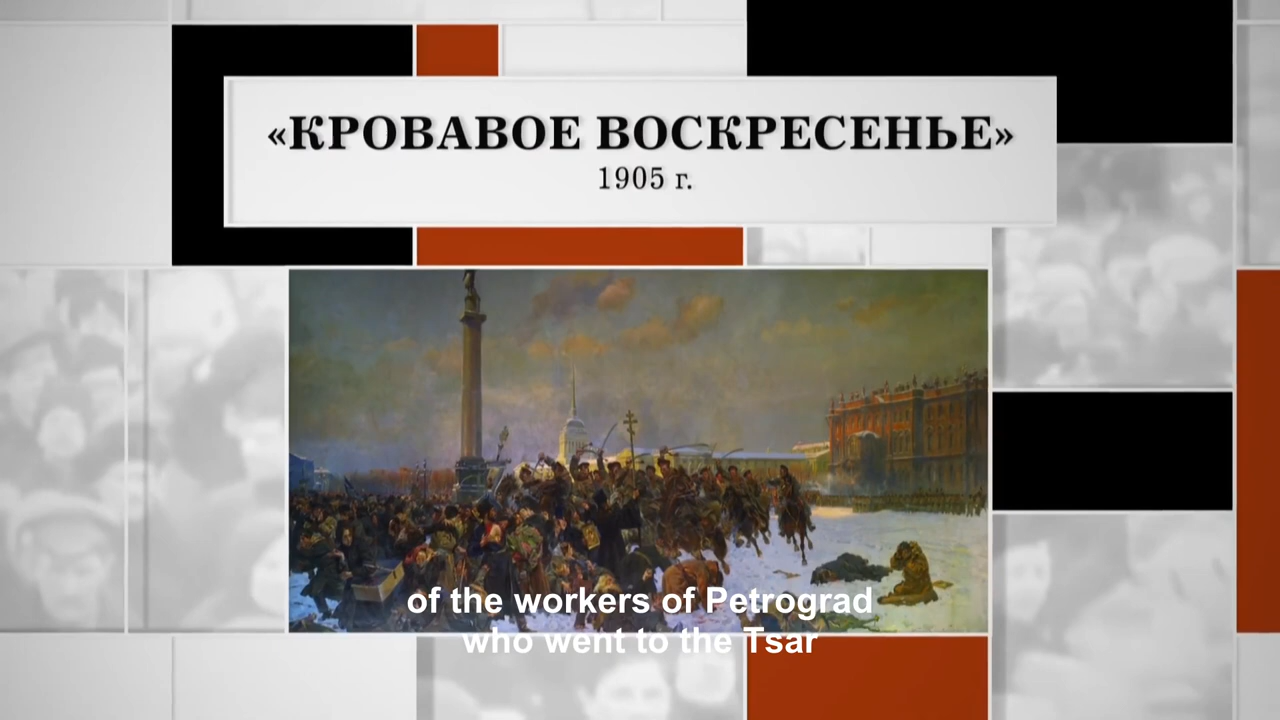 «КРОВАВОЕ ВОСКРЕСЕНЬЕ»
1905 г.
of the workers of Petrograd
who went to the Tsar